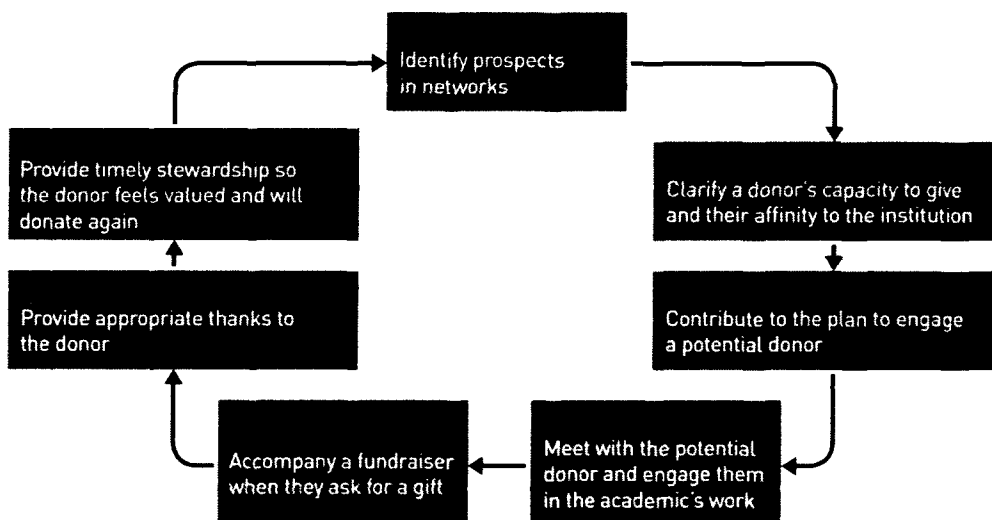 Identify prospects
in networks
Clarify a donor's capacity to give
and their affinity to the institution
Contribute to the plan to engage
a potential donor
Meet with the potential
donor and engage them
in the academic's work
Accompany a fundraiser
when they ask for a gift
Provide appropriate thanks to
the donor
Provide timely stewardship so
the donor feels valued and will
donate again